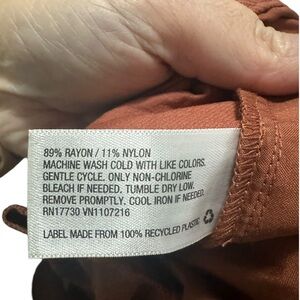 89% RAYON / 11% NYLON
MACHINE WASH COLD WITH LIKE COLORS.
GENTLE CYCLE. ONLY NON-CHLORINE
BLEACH IF NEEDED. TUMBLE DRY LOW.
REMOVE PROMPTLY. COOL IRON IF NEEDED.
RN17730 VN1107216
LABEL MADE FROM 100% RECYCLED PLASTIC